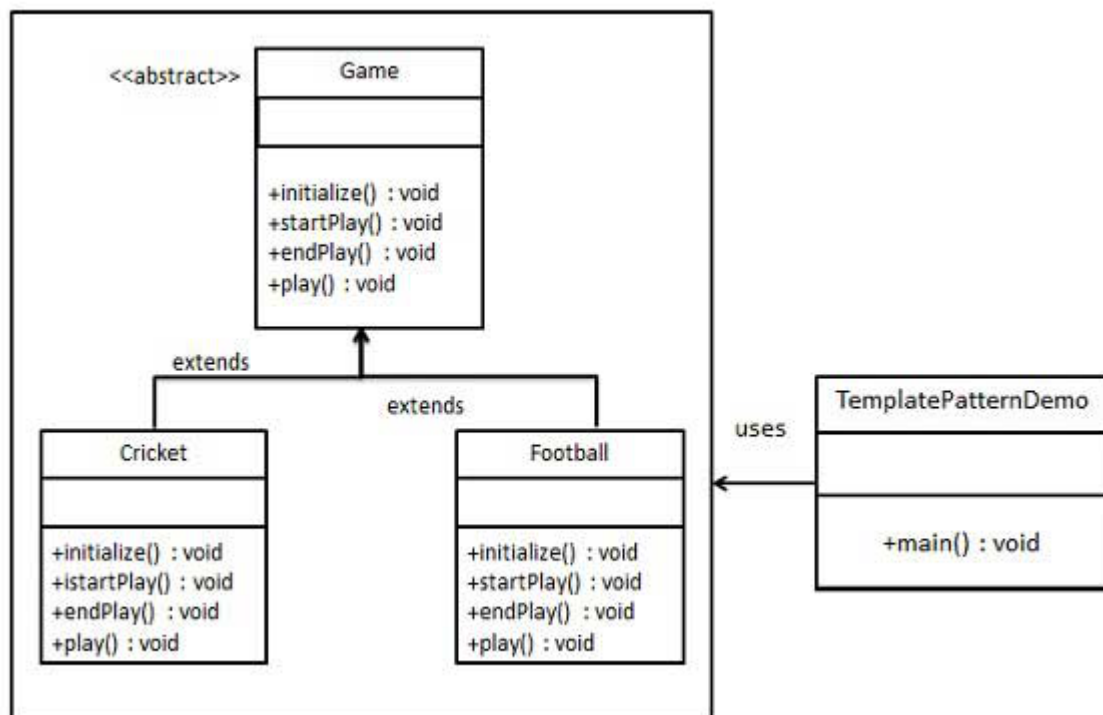 <<abstract>>
Game
+initialize() : void
+startPlay() : void
+endPlay() : void
+play() : void
extends
extends
Cricket
+initialize() : void
+istartPlay() : void
+endPlay() : void
+play() : void
Football
+initialize() : void
+startPlay() : void
+endPlay() : void
+play() : void
uses
TemplatePatternDemo
+main() : void